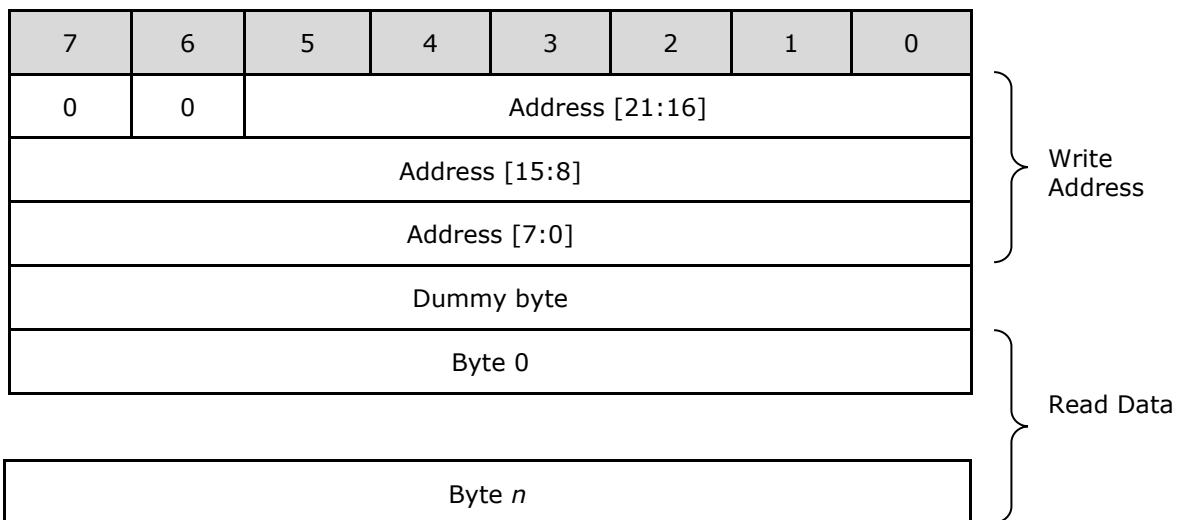 7 6 5 4 3 2 1 0
0 0 Address [21:16]
Address [15:8]
Write
Address
Address [7:0]
Dummy byte
Byte 0
Read Data
Byte n